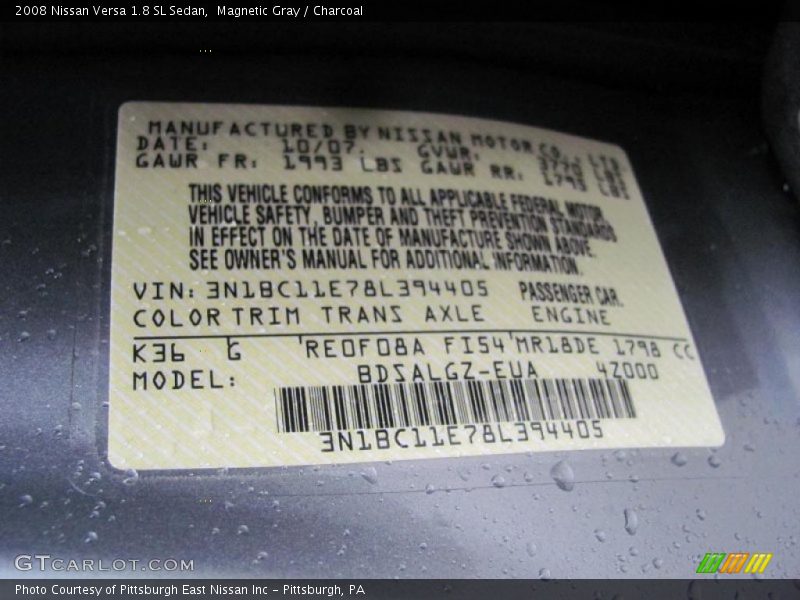 2008 Nissan Versa 1.8 SL Sedan, Magnetic Gray / Charcoal
MANUFACTURED BY NISSAN MOTOR CO., LTD
DATE: 10/07. GVWR: LBS
GAWR FR: 1993 LBS GAWR RR: 1795 LBS
THIS VEHICLE CONFORMS TO ALL APPLICABLE FEDERAL MOTOR
VEHICLE SAFETY, BUMPER AND THEFT PREVENTION STANDARDS
IN EFFECT ON THE DATE OF MANUFACTURE SHOWN ABOVE.
SEE OWNER'S MANUAL FOR ADDITIONAL INFORMATION.
VIN: 3N1BC11E78L394405 PASSENGER CAR.
COLOR TRIM TRANS AXLE ENGINE
K36 G RE0F08A FI54 MR18DE 1798 CC
MODEL: BDSALGZ-EUA 4Z000
3N1BC11E78L394405
GTCARLOT.COM
Photo Courtesy of Pittsburgh East Nissan Inc - Pittsburgh, PA